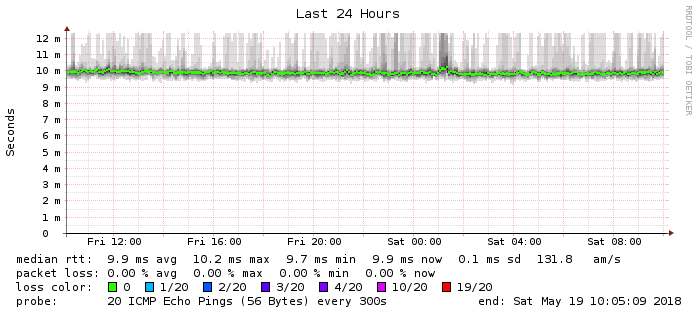 Last 24 Hours
RRDTOOL / TOBI OETIKER
Seconds
12 m
11 m
10 m
9 m
8 m
7 m
6 m
5 m
4 m
3 m
2 m
1 m
0
Fri 12:00 Fri 16:00 Fri 20:00 Sat 00:00 Sat 04:00 Sat 08:00
median rtt: 9.9 ms avg 10.2 ms max 9.7 ms min 9.9 ms now 0.1 ms sd 131.8 am/s
packet loss: 0.00 % avg 0.00 % max 0.00 % min 0.00 % now
loss color: 0 1/20 2/20 3/20 4/20 10/20 19/20
probe: 20 ICMP Echo Pings (56 Bytes) every 300s end: Sat May 19 10:05:09 2018